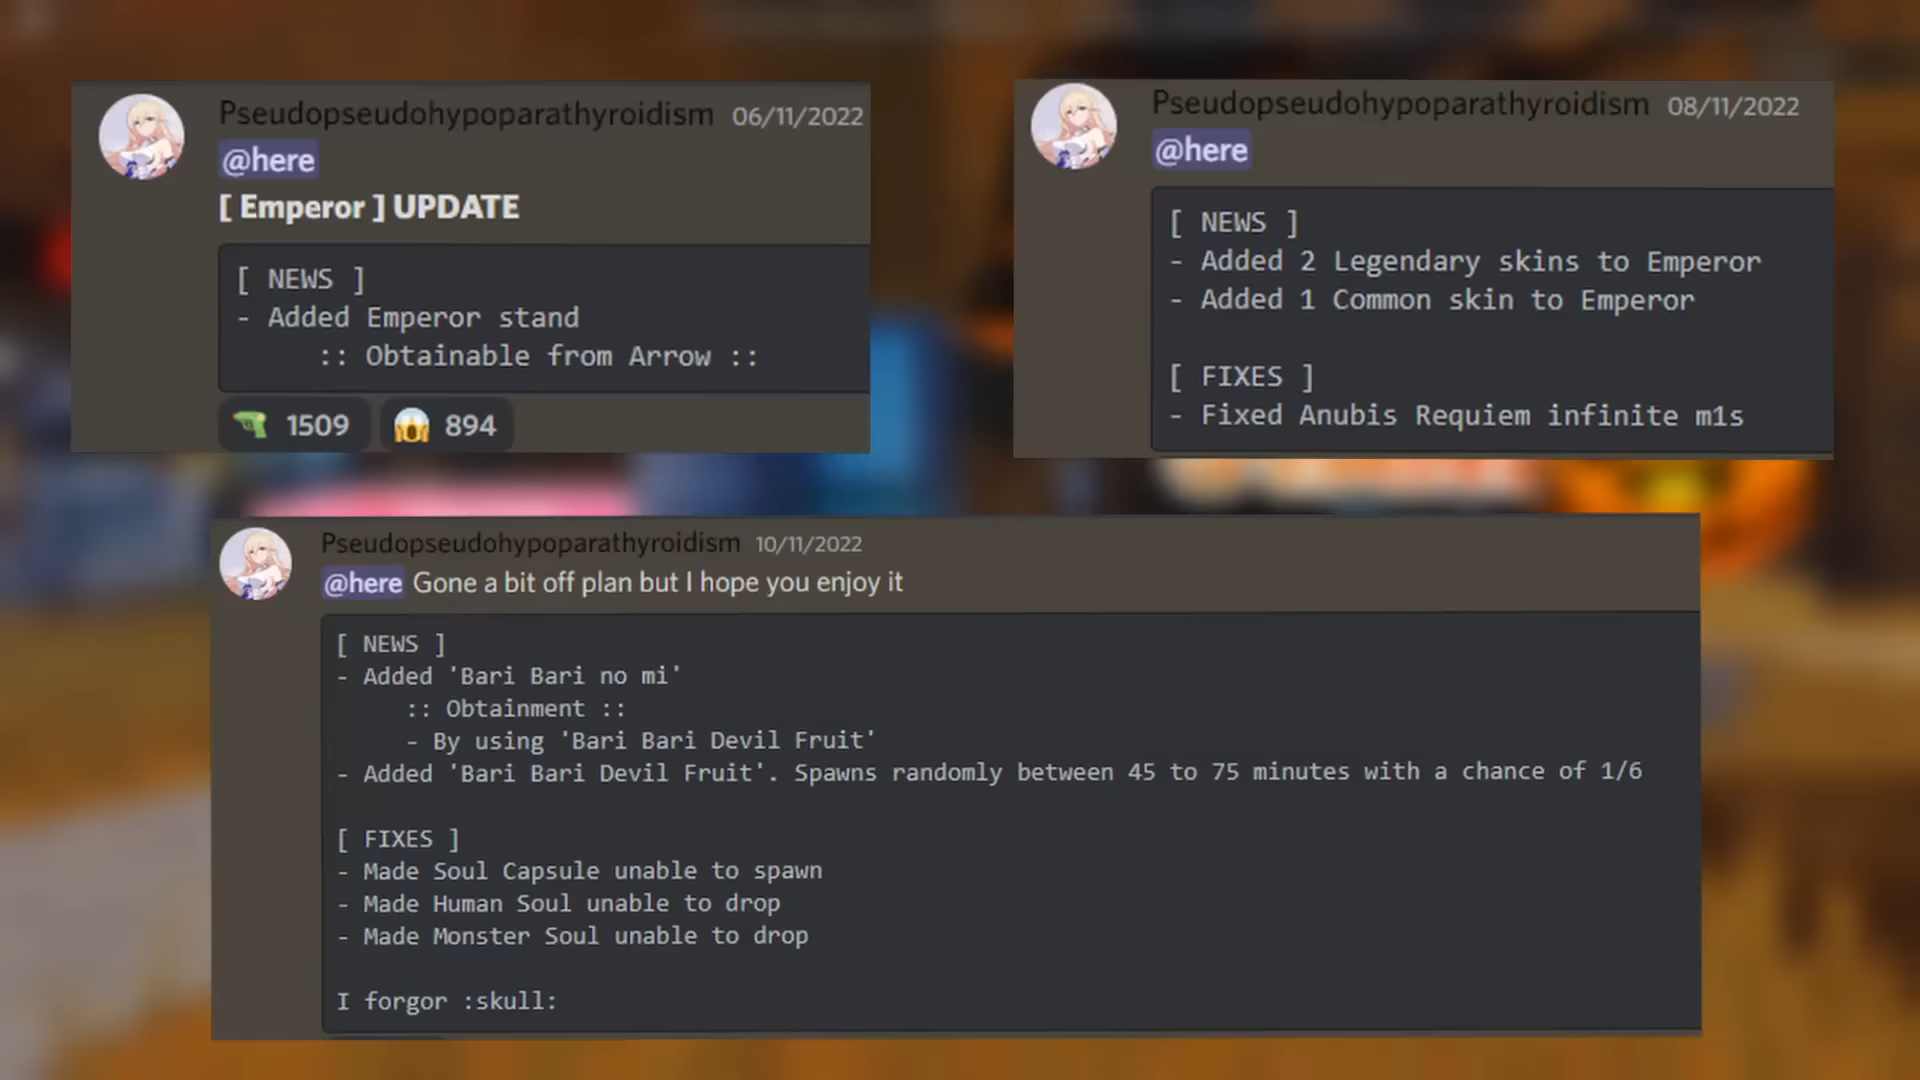 Pseudopseudohypoparathyroidism 06/11/2022
@here
[ Emperor ] UPDATE
[ NEWS ]
- Added Emperor stand
:: Obtainable from Arrow ::
1509 894
Pseudopseudohypoparathyroidism 08/11/2022
@here
[ NEWS ]
- Added 2 Legendary skins to Emperor
- Added 1 Common skin to Emperor
[ FIXES ]
- Fixed Anubis Requiem infinite m1s
Pseudopseudohypoparathyroidism 10/11/2022
@here Gone a bit off plan but I hope you enjoy it
[ NEWS ]
- Added 'Bari Bari no mi'
:: Obtainment ::
- By using 'Bari Bari Devil Fruit'
- Added 'Bari Bari Devil Fruit'. Spawns randomly between 45 to 75 minutes with a chance of 1/6
[ FIXES ]
- Made Soul Capsule unable to spawn
- Made Human Soul unable to drop
- Made Monster Soul unable to drop
I forgor :skull: